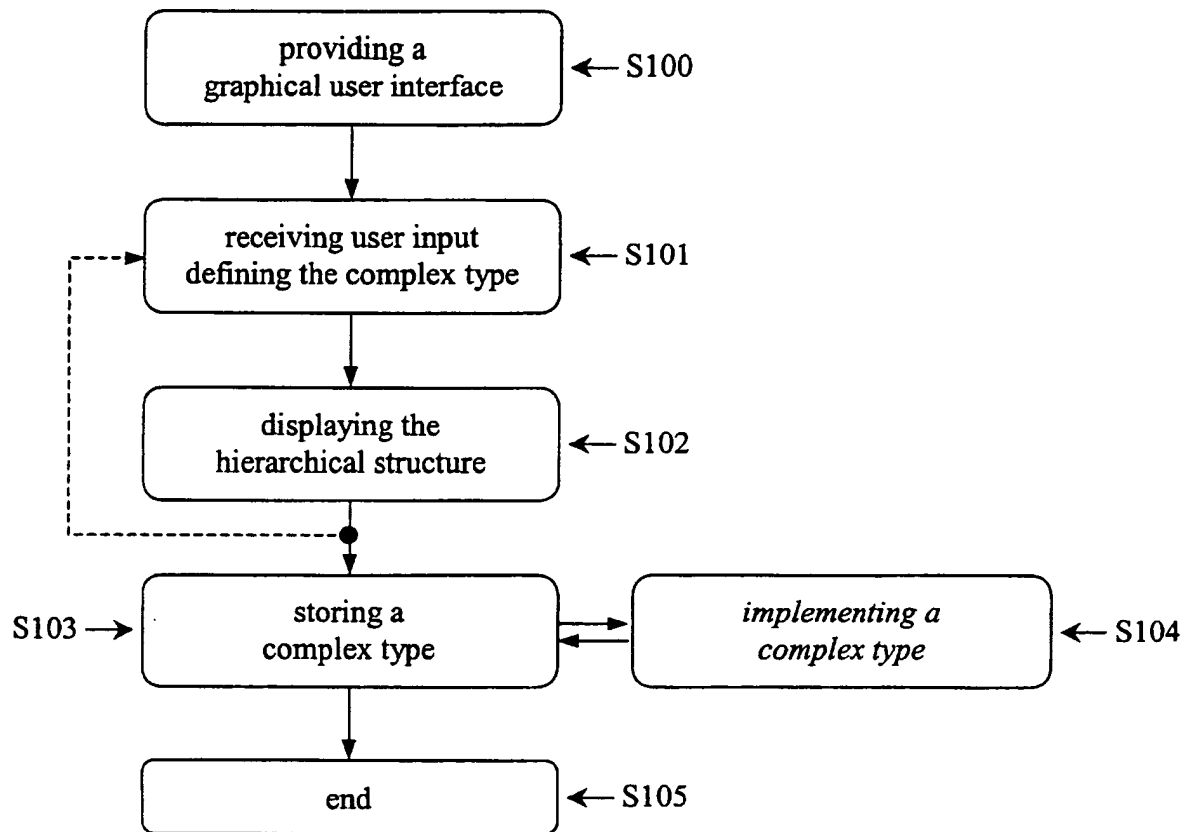 providing a
graphical user interface
S100
receiving user input
defining the complex type
S101
displaying the
hierarchical structure
S102
S103
storing a
complex type
implementing a
complex type
S104
end
S105